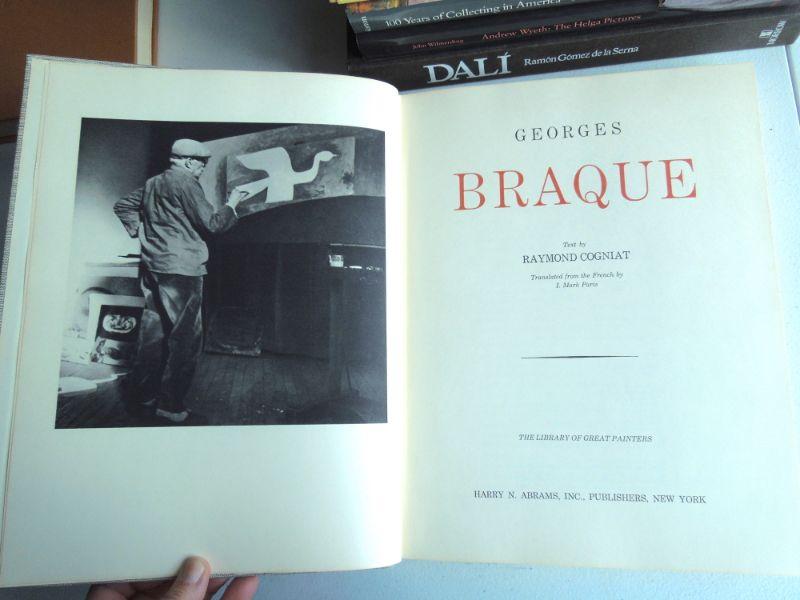 100 Years of Collecting in America
John Wilmerding Andrew Wyeth: The Helga Pictures
DALÍ Ramón Gómez de la Serna
GEORGES
BRAQUE
Text by
RAYMOND COGNIAT
Translated from the French by
I. Mark Paris
THE LIBRARY OF GREAT PAINTERS
HARRY N. ABRAMS, INC., PUBLISHERS, NEW YORK